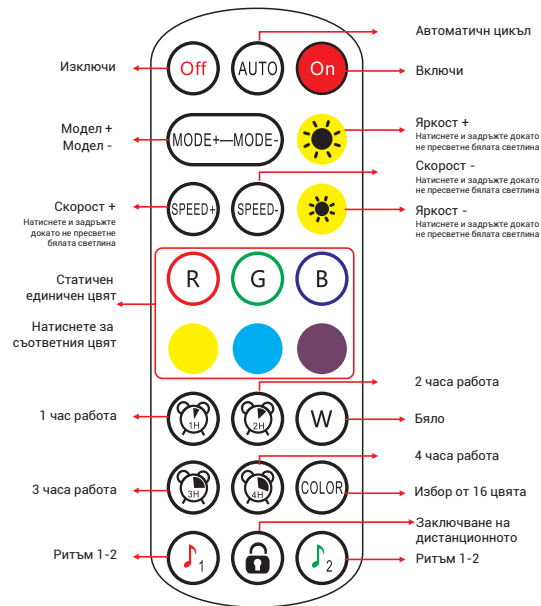 Автоматичн цикъл
Изключи
Off
AUTO
On
Включи
Модел +
Модел -
MODE+—MODE-
Яркост +
Натиснете и задръжте докато
не пресветне бялата светлина
Скорост -
Натиснете и задръжте докато
не пресветне бялата светлина
Скорост +
Натиснете и задръжте
докато не пресветне
бялата светлина
SPEED+
SPEED-
Яркост -
Натиснете и задръжте докато
не пресветне бялата светлина
Статичен
единичен цвят
Натиснете за
съответния цвят
R
G
B
2 часа работа
1 час работа
1H
2H
W
Бяло
4 часа работа
3 часа работа
3H
4H
COLOR
Избор от 16 цвята
Заключване на
дистанционното
Ритъм 1-2
1
2
Ритъм 1-2